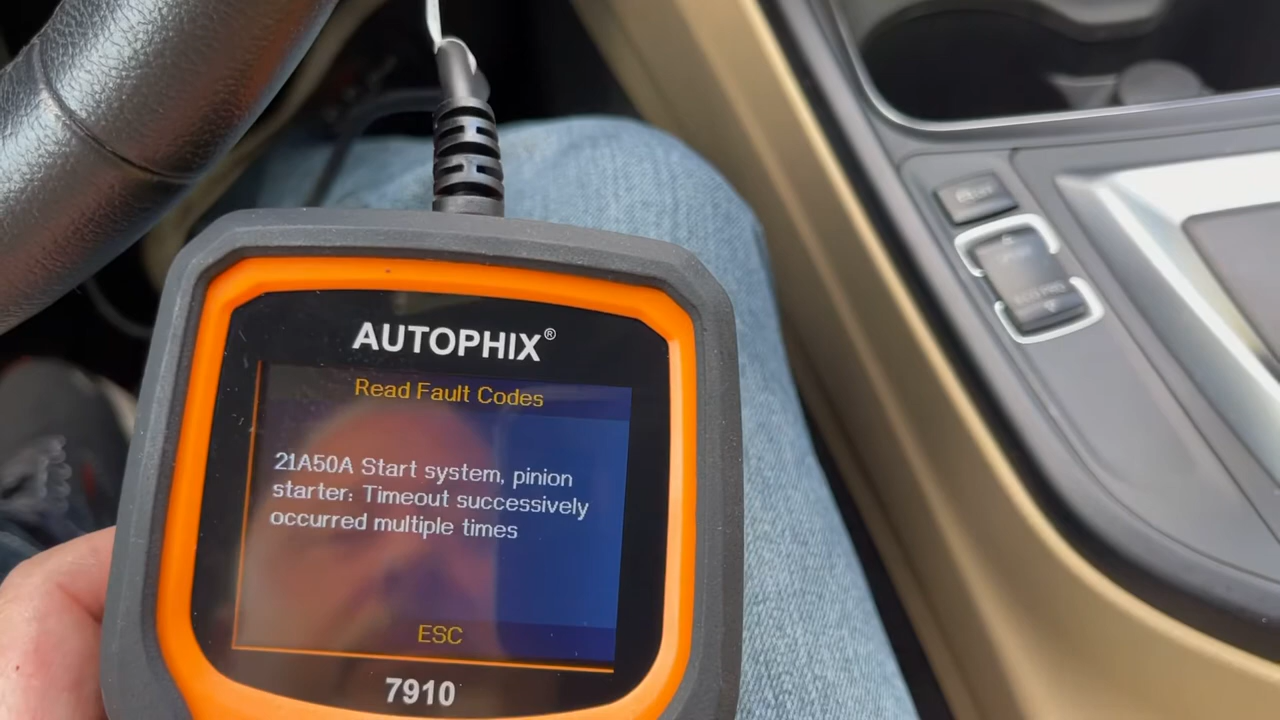 AUTOPHIX®
Read Fault Codes
21A50A Start system, pinion
starter: Timeout successively
occurred multiple times
ESC
7910